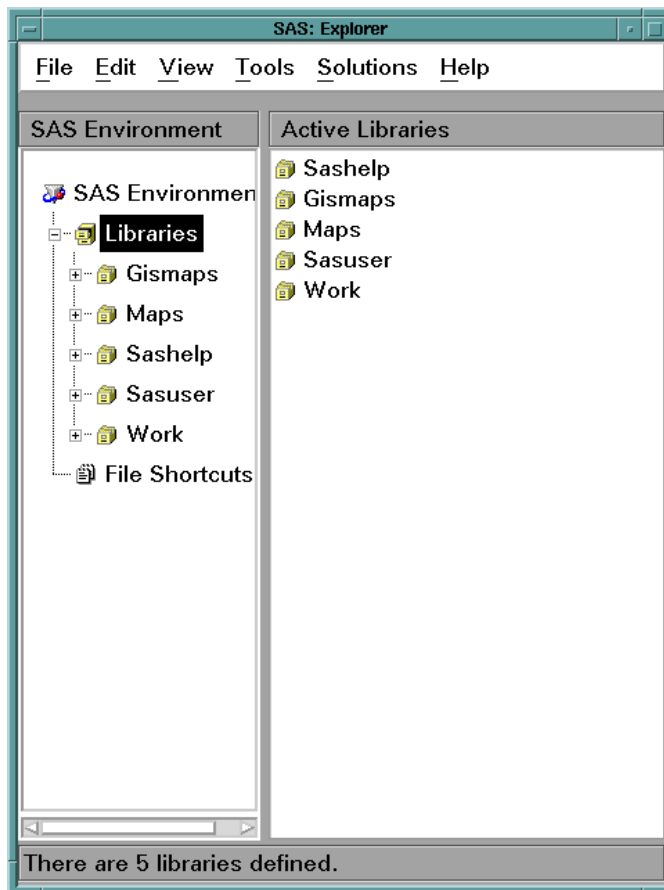 SAS: Explorer
File Edit View Tools Solutions Help
SAS Environment
Active Libraries
SAS Environmen
Libraries
Gismaps
Maps
Sashelp
Sasuser
Work
File Shortcuts
Sashelp
Gismaps
Maps
Sasuser
Work
There are 5 libraries defined.